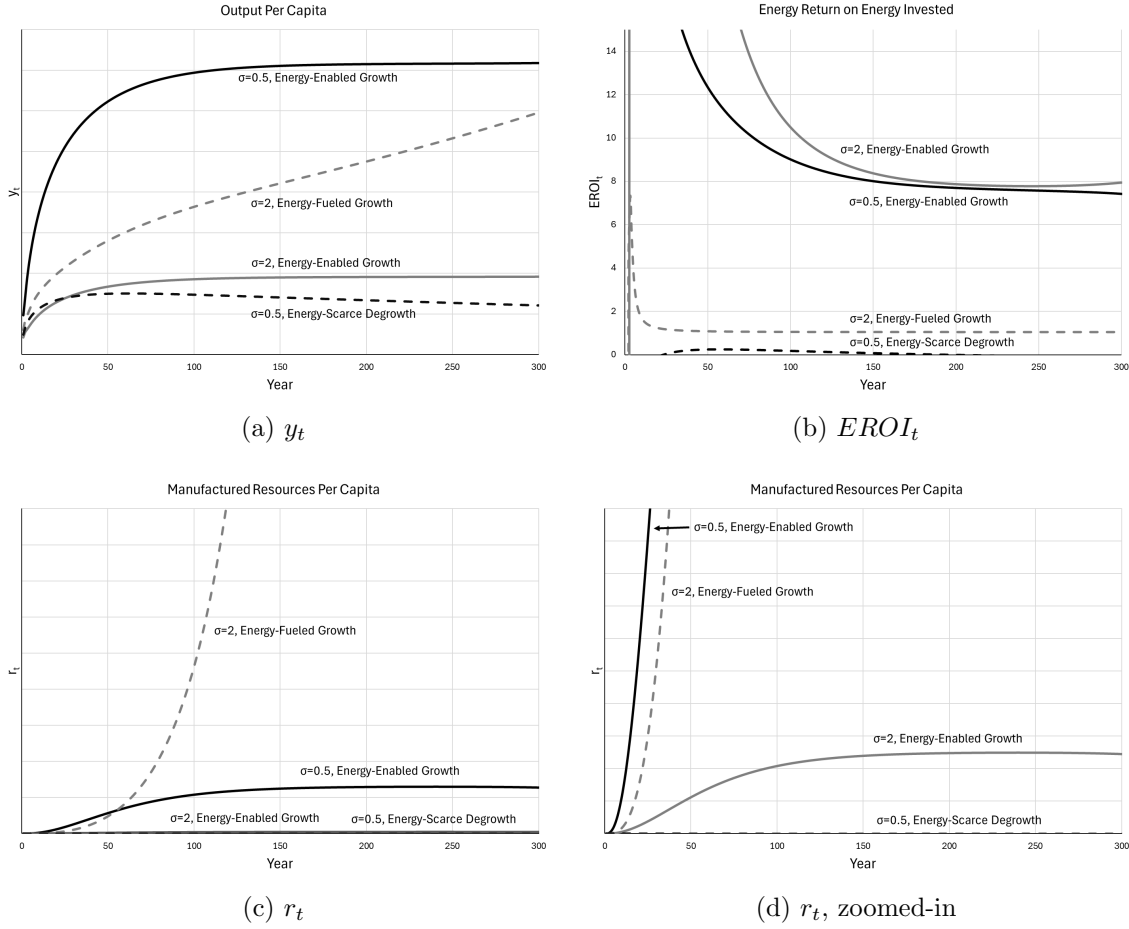 Output Per Capita
y_t
σ=0.5, Energy-Enabled Growth
σ=2, Energy-Fueled Growth
σ=2, Energy-Enabled Growth
σ=0.5, Energy-Scarce Degrowth
0 50 100 150 200 250 300
Year
(a) y_t
Energy Return on Energy Invested
EROI_t
14
12
10
8
6
4
2
0
σ=2, Energy-Enabled Growth
σ=0.5, Energy-Enabled Growth
σ=2, Energy-Fueled Growth
σ=0.5, Energy-Scarce Degrowth
0 50 100 150 200 250 300
Year
(b) EROI_t
Manufactured Resources Per Capita
r_t
σ=2, Energy-Fueled Growth
σ=0.5, Energy-Enabled Growth
σ=2, Energy-Enabled Growth
σ=0.5, Energy-Scarce Degrowth
0 50 100 150 200 250 300
Year
(c) r_t
Manufactured Resources Per Capita
r_t
σ=0.5, Energy-Enabled Growth
σ=2, Energy-Fueled Growth
σ=2, Energy-Enabled Growth
σ=0.5, Energy-Scarce Degrowth
0 50 100 150 200 250 300
Year
(d) r_t, zoomed-in